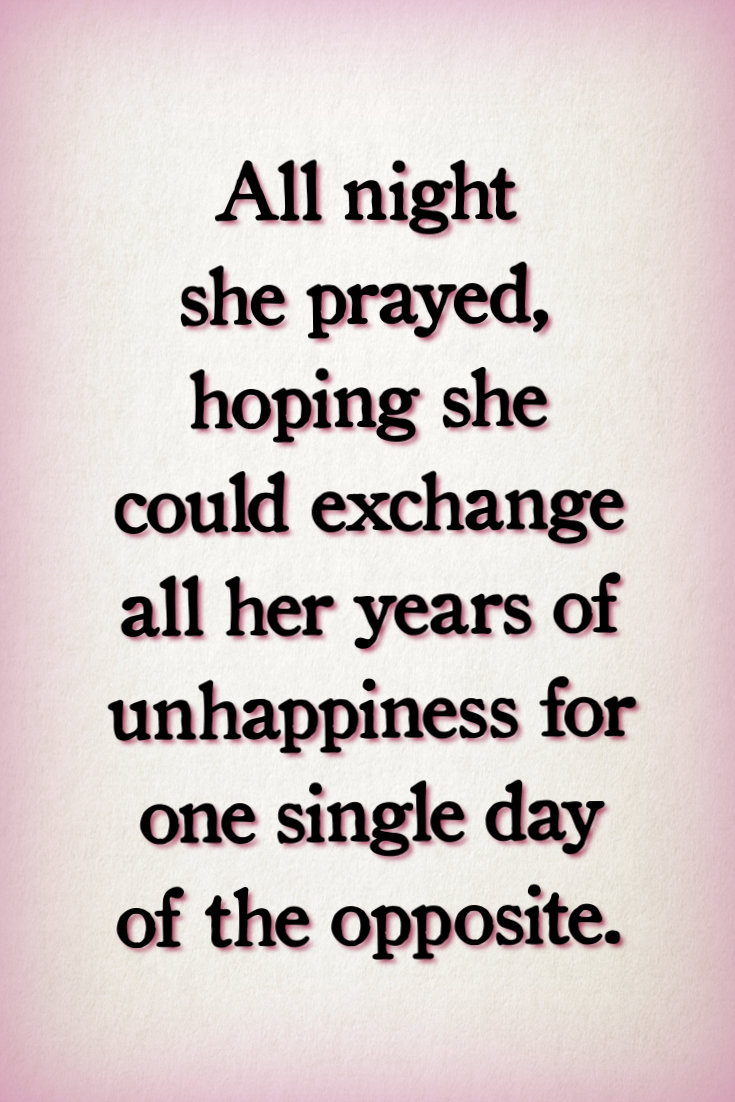 All night
she prayed,
hoping she
could exchange
all her years of
unhappiness for
one single day
of the opposite.